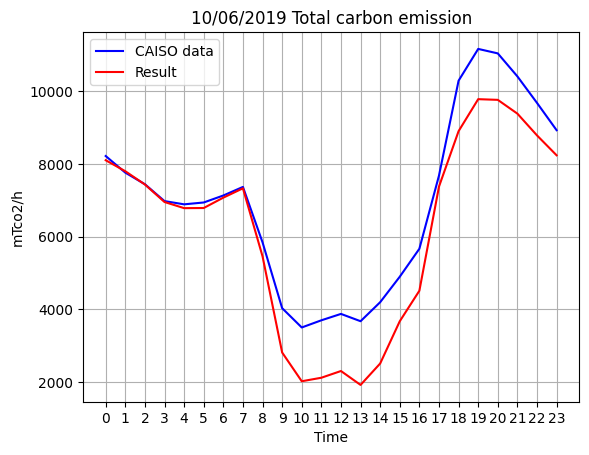 10/06/2019 Total carbon emission
CAISO data
Result
mTco2/h
10000
8000
6000
4000
2000
0 1 2 3 4 5 6 7 8 9 10 11 12 13 14 15 16 17 18 19 20 21 22 23
Time